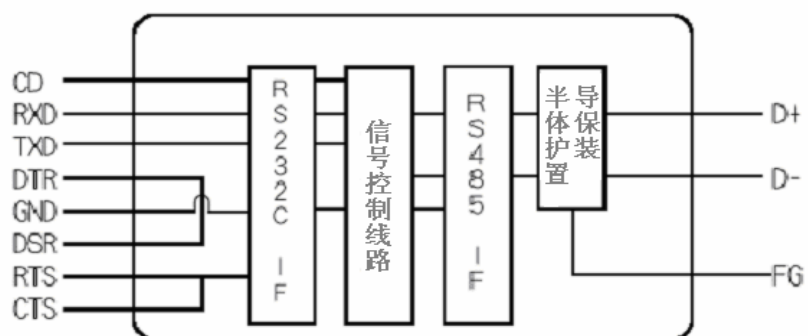 CD
RXD
TXD
DTR
GND
DSR
RTS
CTS
RS232C IF
信号控制线路
RS485 IF
半导体保护装置
D+
D-
FG